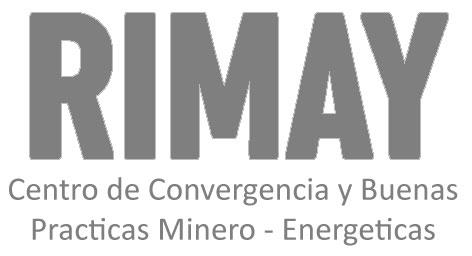 RIMAY
Centro de Convergencia y Buenas
Practicas Minero - Energeticas